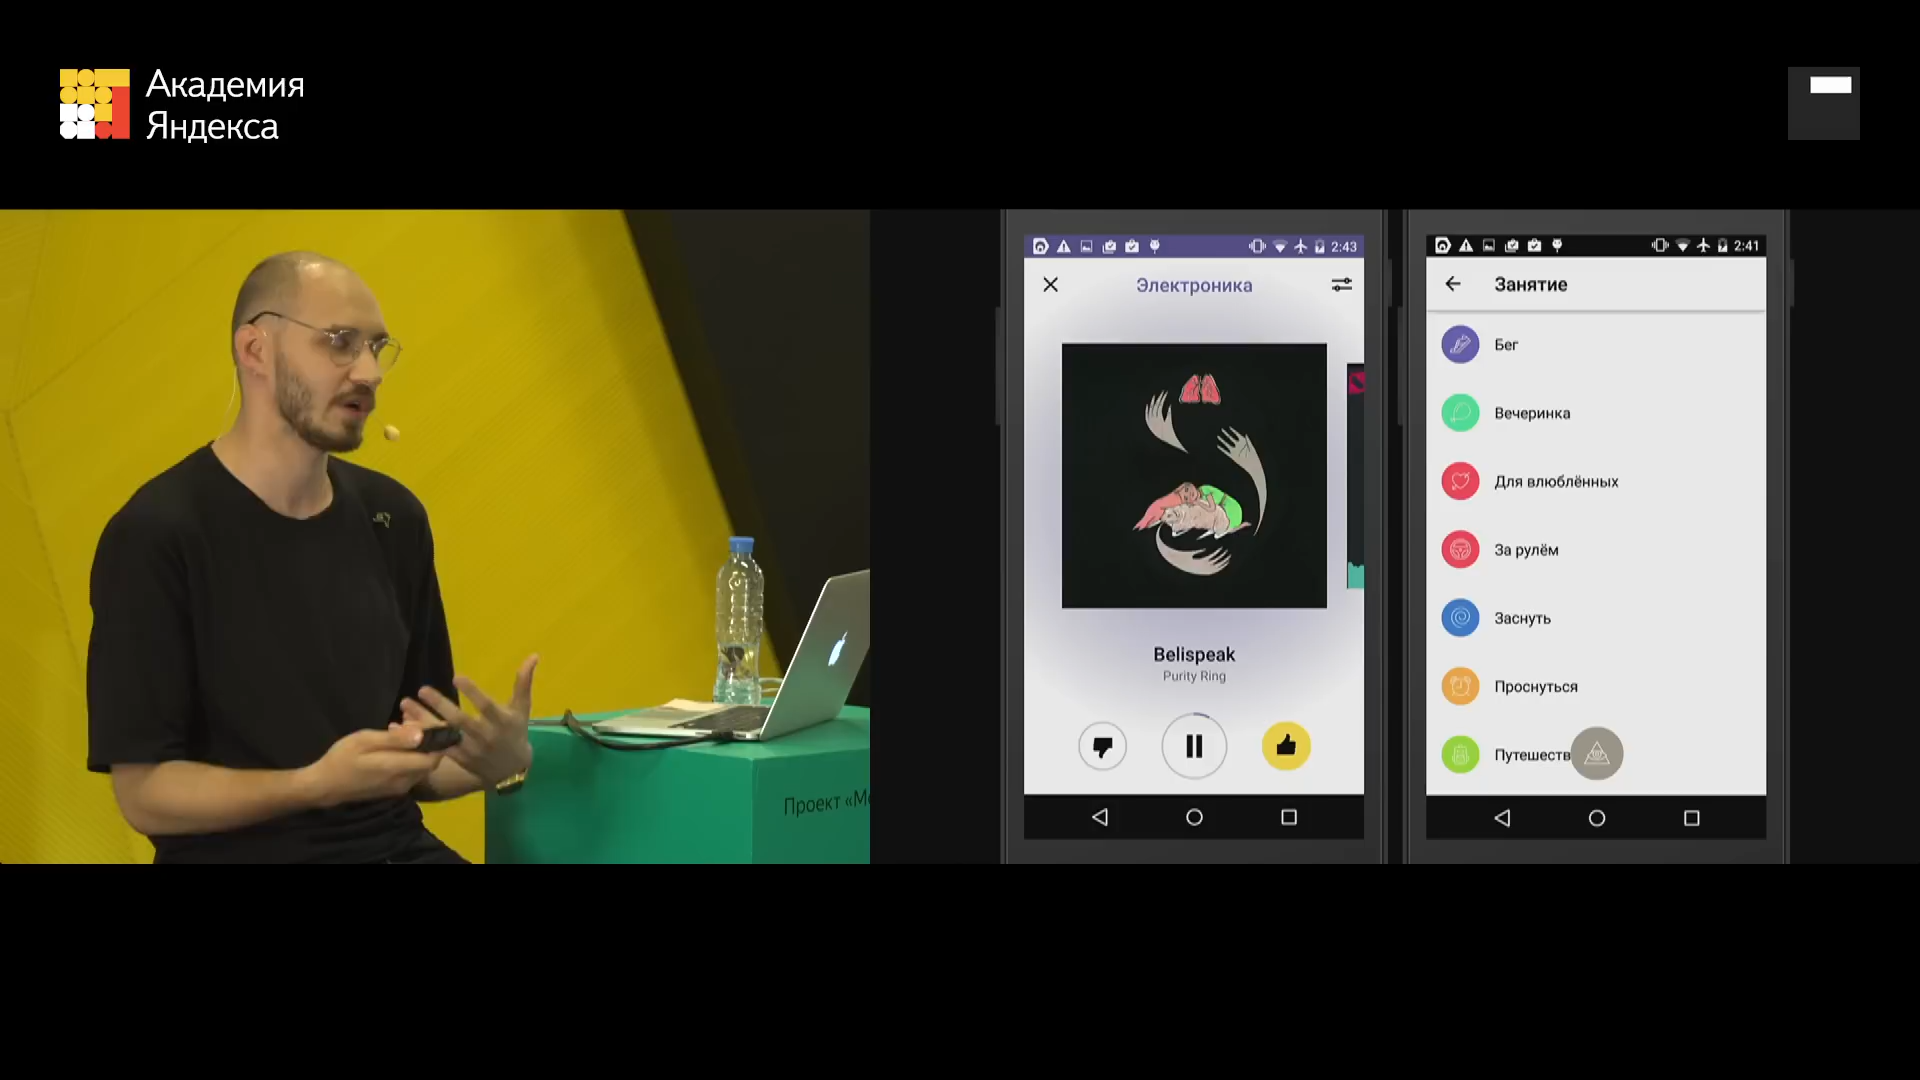 Академия
Яндекса
2:43
Электроника
Belispeak
Purity Ring
2:41
Занятие
Бег
Вечеринка
Для влюблённых
За рулём
Заснуть
Проснуться
Путешеств
Проект «Мо